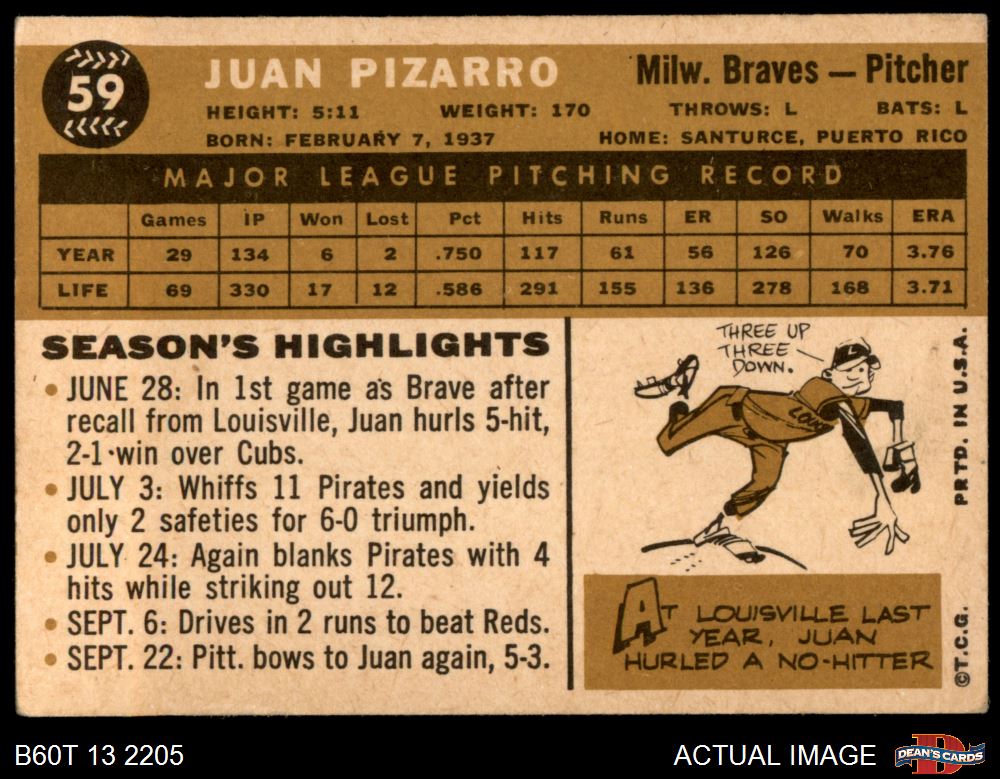 59
JUAN PIZARRO
Milw. Braves — Pitcher
HEIGHT: 5:11 WEIGHT: 170 THROWS: L BATS: L
BORN: FEBRUARY 7, 1937 HOME: SANTURCE, PUERTO RICO
MAJOR LEAGUE PITCHING RECORD
Games IP Won Lost Pct Hits Runs ER SO Walks ERA
YEAR 29 134 6 2 .750 117 61 56 126 70 3.76
LIFE 69 330 17 12 .586 291 155 136 278 168 3.71
SEASON'S HIGHLIGHTS
• JUNE 28: In 1st game as Brave after
recall from Louisville, Juan hurls 5-hit,
2-1 win over Cubs.
• JULY 3: Whiffs 11 Pirates and yields
only 2 safeties for 6-0 triumph.
• JULY 24: Again blanks Pirates with 4
hits while striking out 12.
• SEPT. 6: Drives in 2 runs to beat Reds.
• SEPT. 22: Pitt. bows to Juan again, 5-3.
THREE UP
THREE
DOWN.
L
LOU
AT LOUISVILLE LAST
YEAR, JUAN
HURLED A NO-HITTER
PRTD. IN U.S.A.
©T.C.G.
B60T 13 2205
ACTUAL IMAGE
D
DEAN'S CARDS